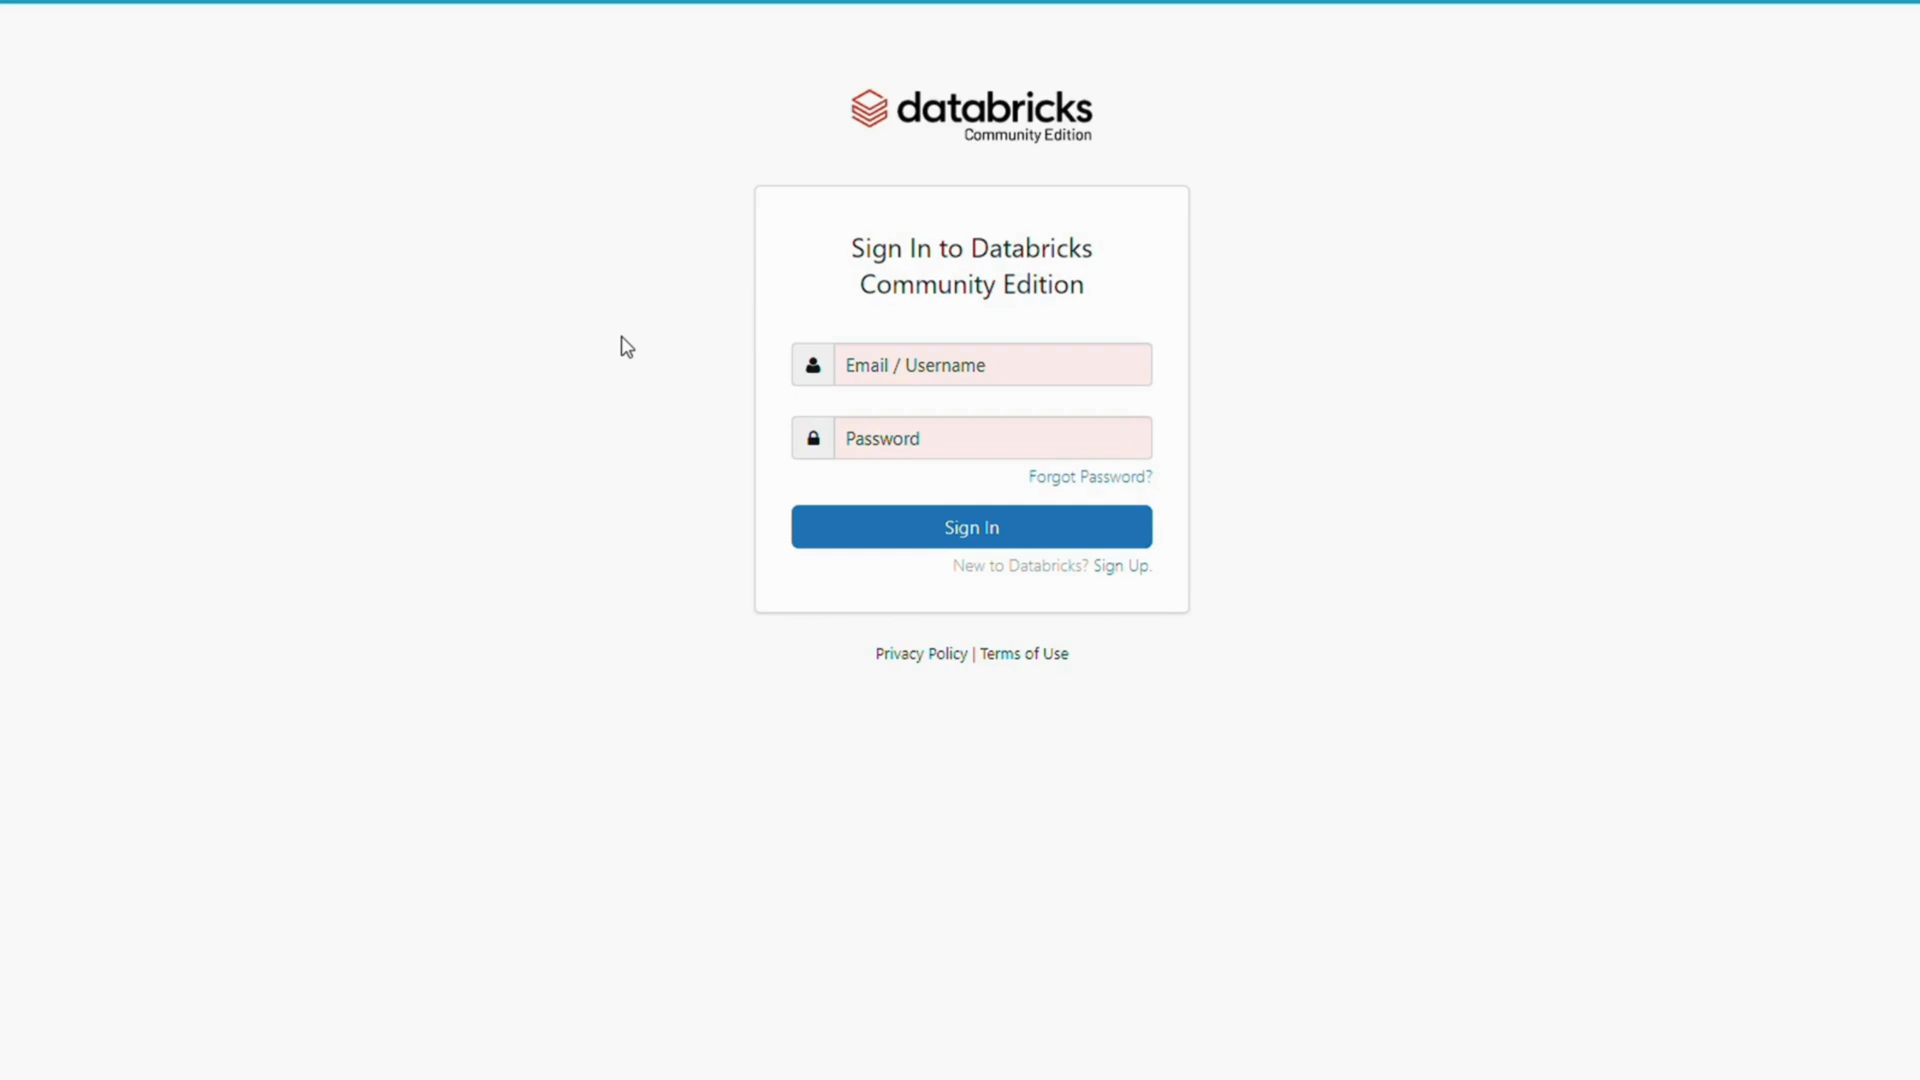 databricks
Community Edition
Sign In to Databricks
Community Edition
Email / Username
Password
Forgot Password?
Sign In
New to Databricks? Sign Up.
Privacy Policy | Terms of Use